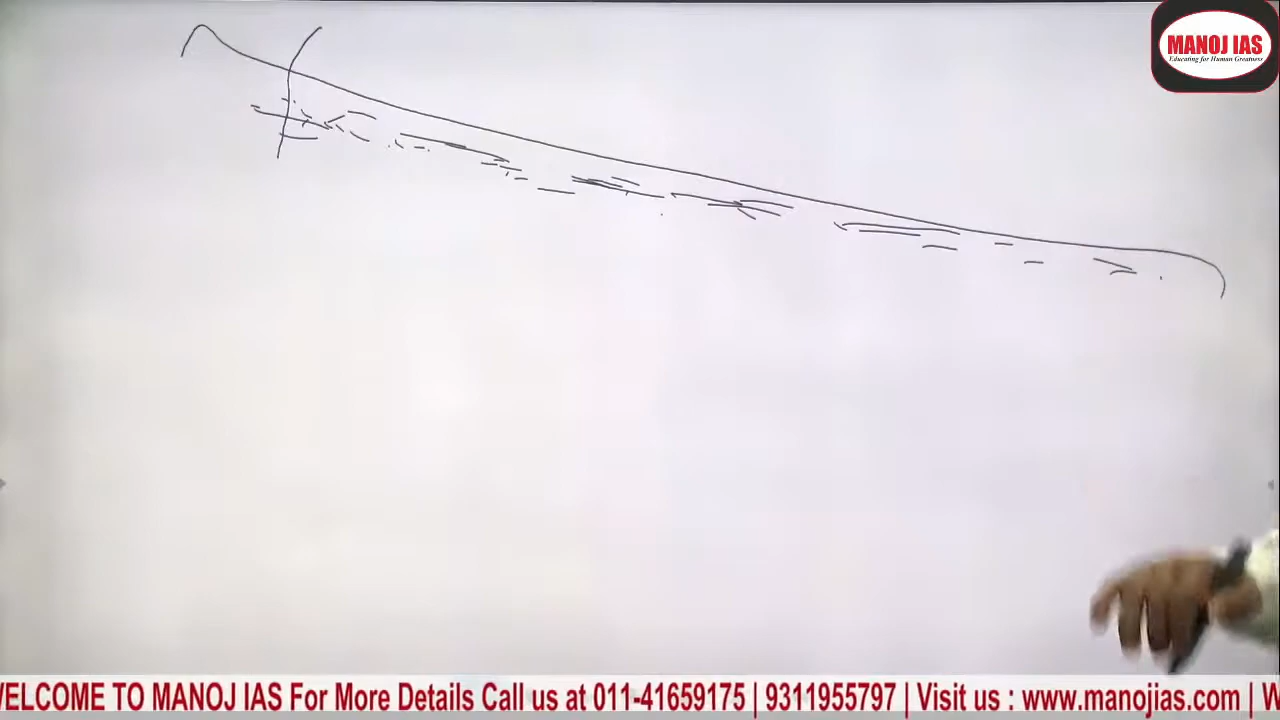 MANOJ IAS
Educating for Human Greatness
WELCOME TO MANOJ IAS For More Details Call us at 011-41659175 | 9311955797 | Visit us : www.manojias.com | W